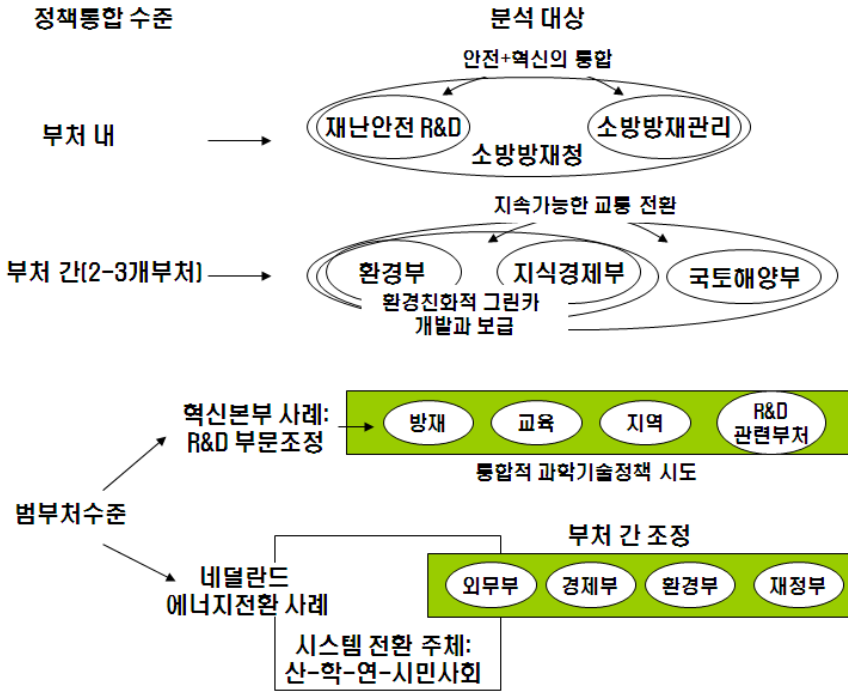 정책통합 수준
분석 대상
안전+혁신의 통합
부처 내
재난안전 R&D
소방방재관리
소방방재청
지속가능한 교통 전환
부처 간(2-3개부처)
환경부
지식경제부
국토해양부
환경친화적 그린카
개발과 보급
혁신본부 사례:
R&D 부문조정
방재
교육
지역
R&D
관련부처
통합적 과학기술정책 시도
범부처수준
부처 간 조정
네덜란드
에너지전환 사례
외무부
경제부
환경부
재정부
시스템 전환 주체:
산-학-연-시민사회